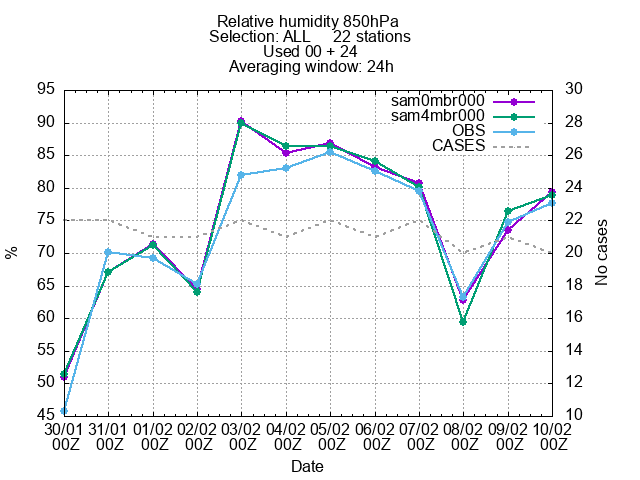 Relative humidity 850hPa
Selection: ALL 22 stations
Used 00 + 24
Averaging window: 24h
sam0mbr000
sam4mbr000
OBS
CASES
95
90
85
80
75
70
65
60
55
50
45
%
30
28
26
24
22
20
18
16
14
12
10
No cases
30/01 31/01 01/02 02/02 03/02 04/02 05/02 06/02 07/02 08/02 09/02 10/02
00Z 00Z 00Z 00Z 00Z 00Z 00Z 00Z 00Z 00Z 00Z 00Z
Date